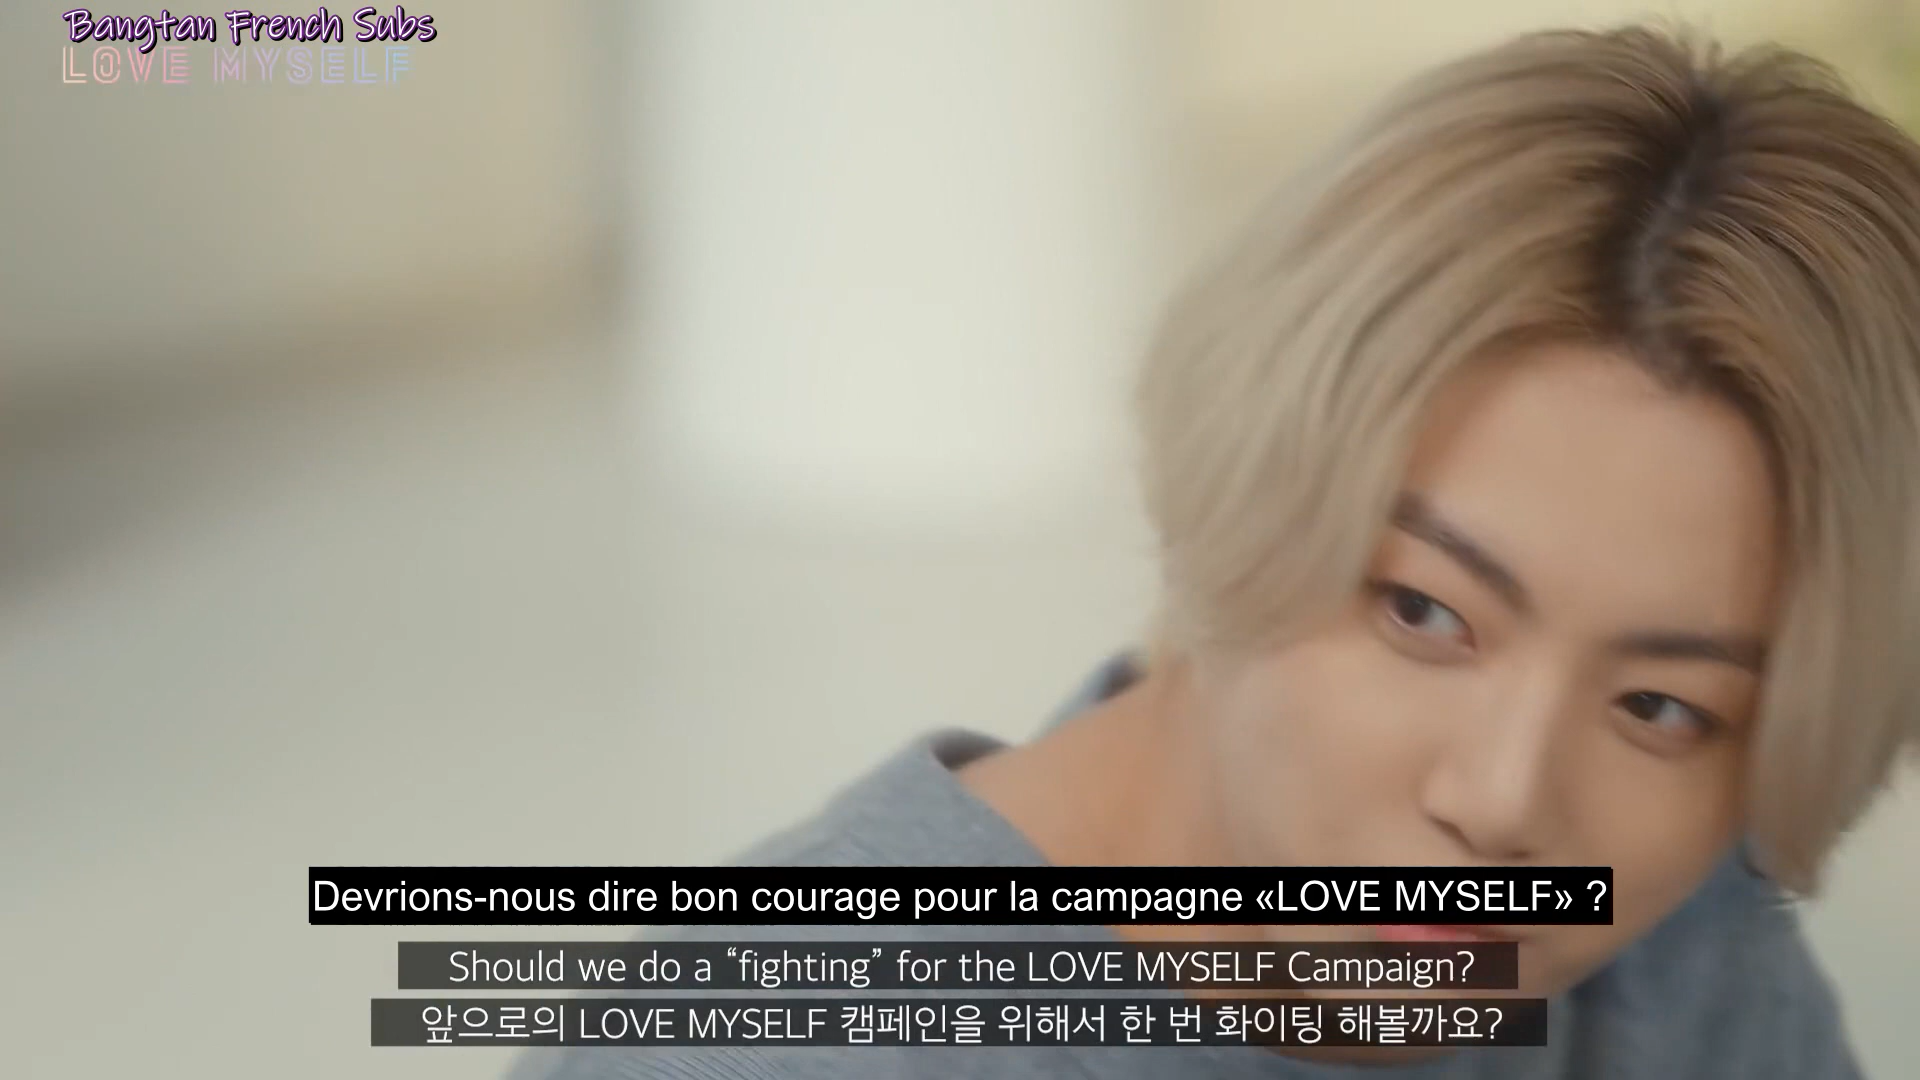 Bangtan French Subs
LOVE MYSELF
Devrions-nous dire bon courage pour la campagne «LOVE MYSELF» ?
Should we do a “fighting” for the LOVE MYSELF Campaign?
앞으로의 LOVE MYSELF 캠페인을 위해서 한 번 화이팅 해볼까요?